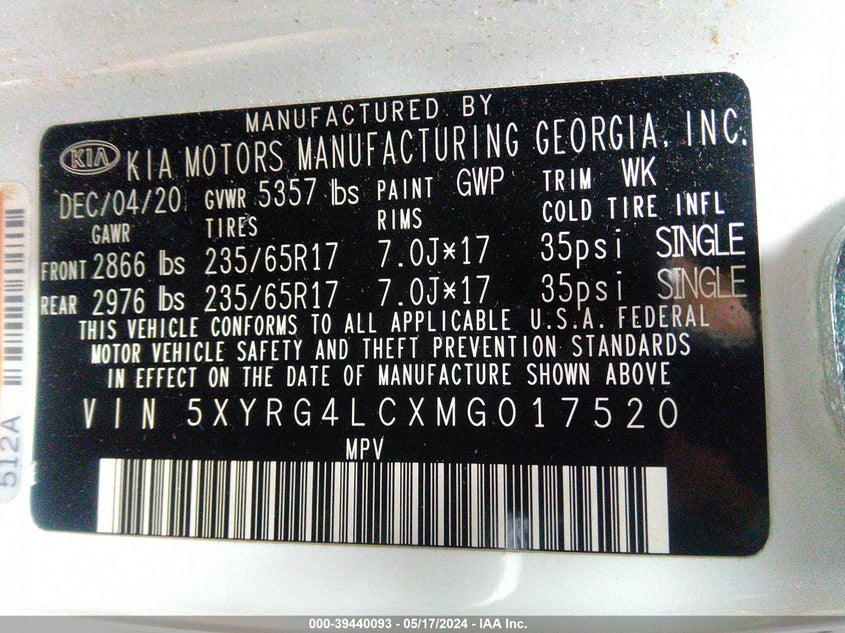 MANUFACTURED BY
KIA KIA MOTORS MANUFACTURING GEORGIA, INC.
DEC/04/20 GVWR 5357 lbs PAINT GWP TRIM WK
GAWR TIRES RIMS COLD TIRE INFL
FRONT 2866 lbs 235/65R17 7.0J*17 35psi SINGLE
REAR 2976 lbs 235/65R17 7.0J*17 35psi SINGLE
THIS VEHICLE CONFORMS TO ALL APPLICABLE U.S.A. FEDERAL
MOTOR VEHICLE SAFETY AND THEFT PREVENTION STANDARDS
IN EFFECT ON THE DATE OF MANUFACTURE SHOWN ABOVE
VIN 5XYRG4LCXMG017520
MPV
512A
000-39440093 - 05/17/2024 - IAA Inc.